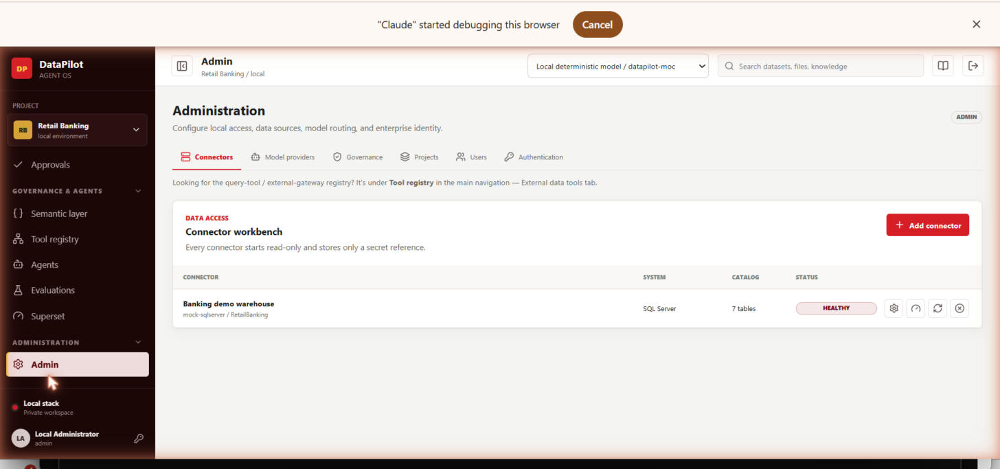 "Claude" started debugging this browser
Cancel
DP
DataPilot
AGENT OS
Admin
Retail Banking / local
Local deterministic model / datapilot-moc
Search datasets, files, knowledge
PROJECT
RB
Retail Banking
local environment
Approvals
GOVERNANCE & AGENTS
Semantic layer
Tool registry
Agents
Evaluations
Superset
ADMINISTRATION
Admin
Local stack
Private workspace
LA
Local Administrator
admin
Administration
Configure local access, data sources, model routing, and enterprise identity.
ADMIN
Connectors
Model providers
Governance
Projects
Users
Authentication
Looking for the query-tool / external-gateway registry? It's under Tool registry in the main navigation — External data tools tab.
DATA ACCESS
Connector workbench
Every connector starts read-only and stores only a secret reference.
Add connector
CONNECTOR SYSTEM CATALOG STATUS
Banking demo warehouse
mock-sqlserver / RetailBanking
SQL Server
7 tables
HEALTHY